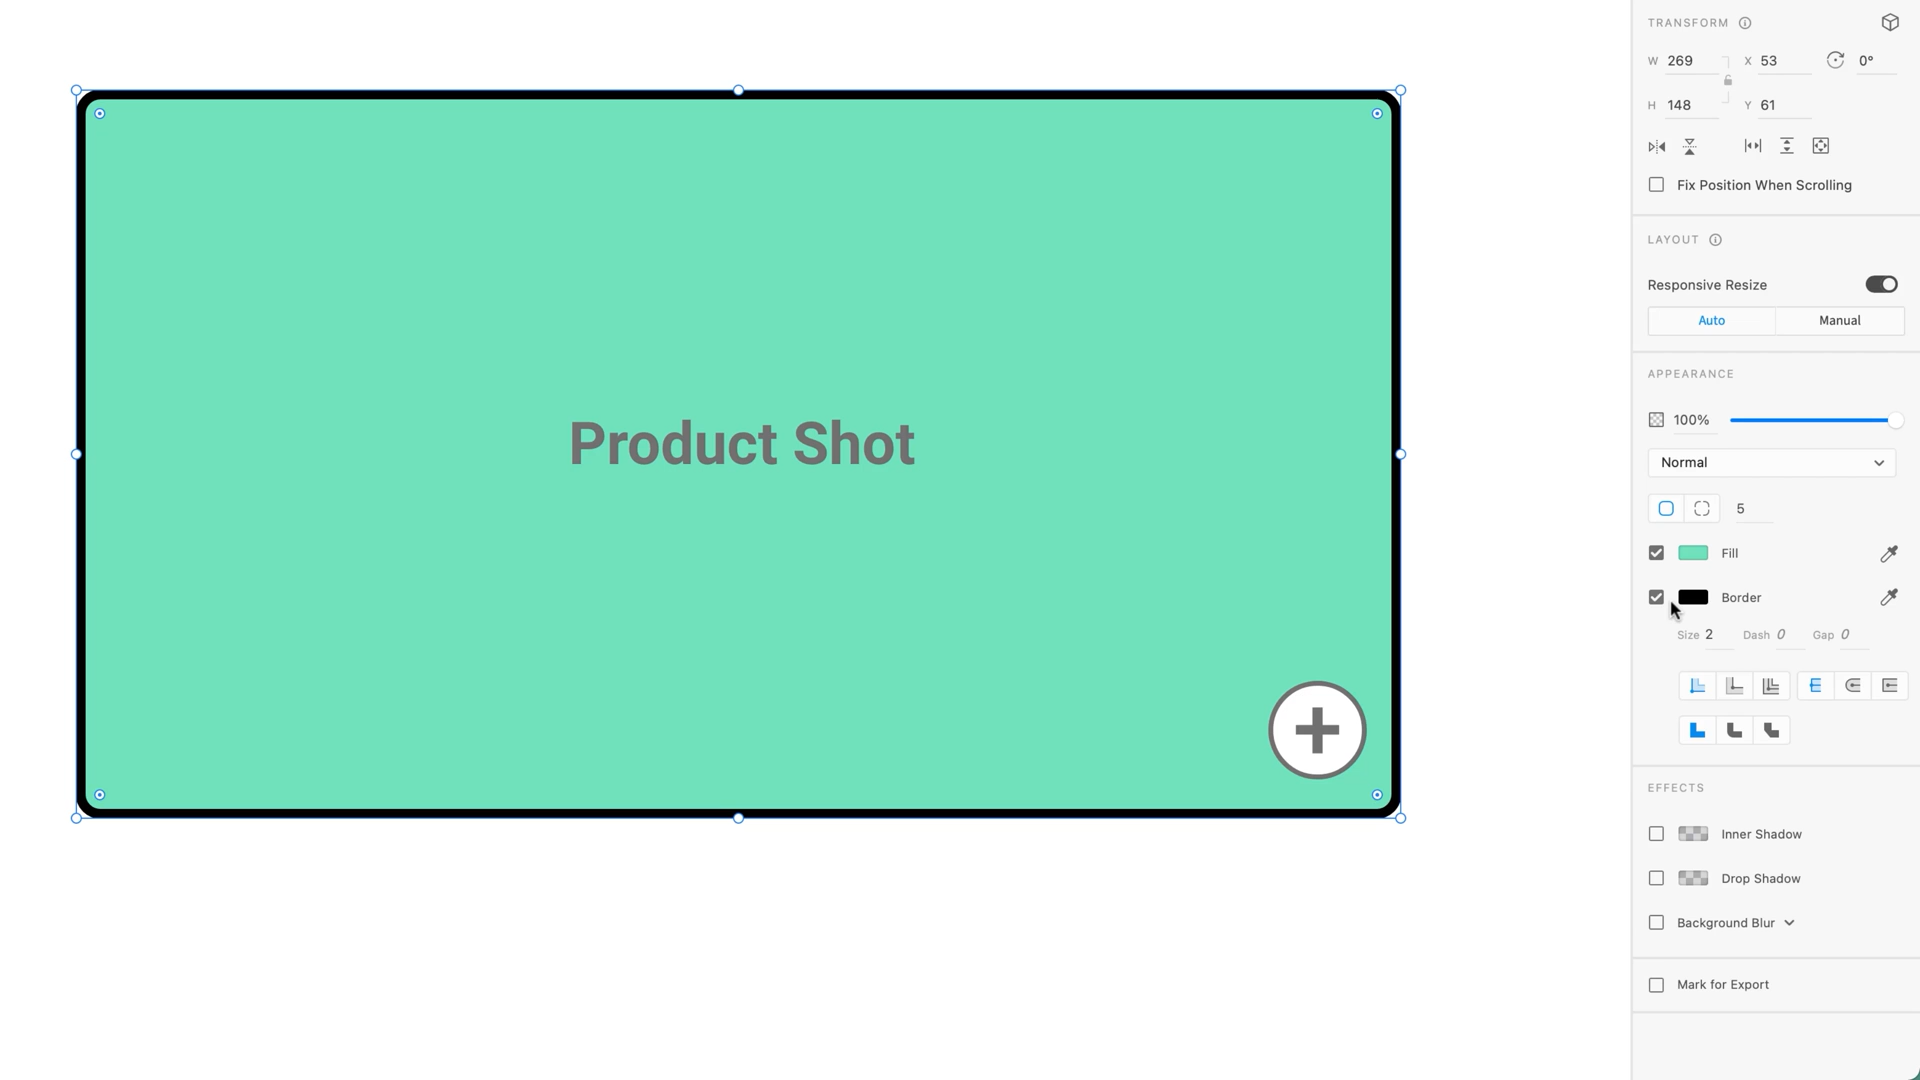 Product Shot
TRANSFORM
W 269 X 53 0°
H 148 Y 61
Fix Position When Scrolling
LAYOUT
Responsive Resize
Auto Manual
APPEARANCE
100%
Normal
5
Fill
Border
Size 2 Dash 0 Gap 0
EFFECTS
Inner Shadow
Drop Shadow
Background Blur
Mark for Export